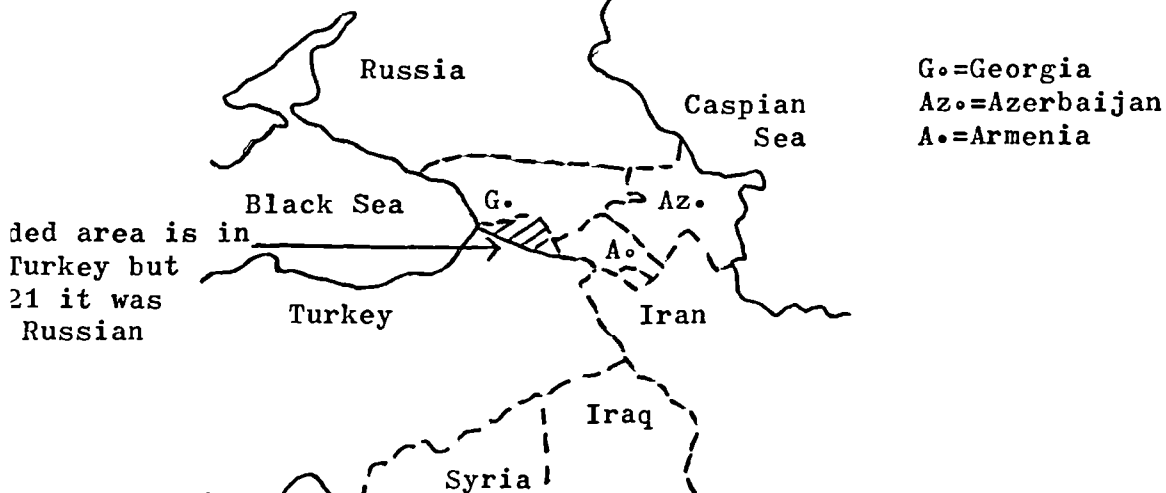 Russia
G.=Georgia
Caspian
Sea
Az.=Azerbaijan
A.=Armenia
Black Sea
G.
Az.
ded area is in
Turkey but
21 it was
Russian
A.
Turkey
Iran
Iraq
Syria